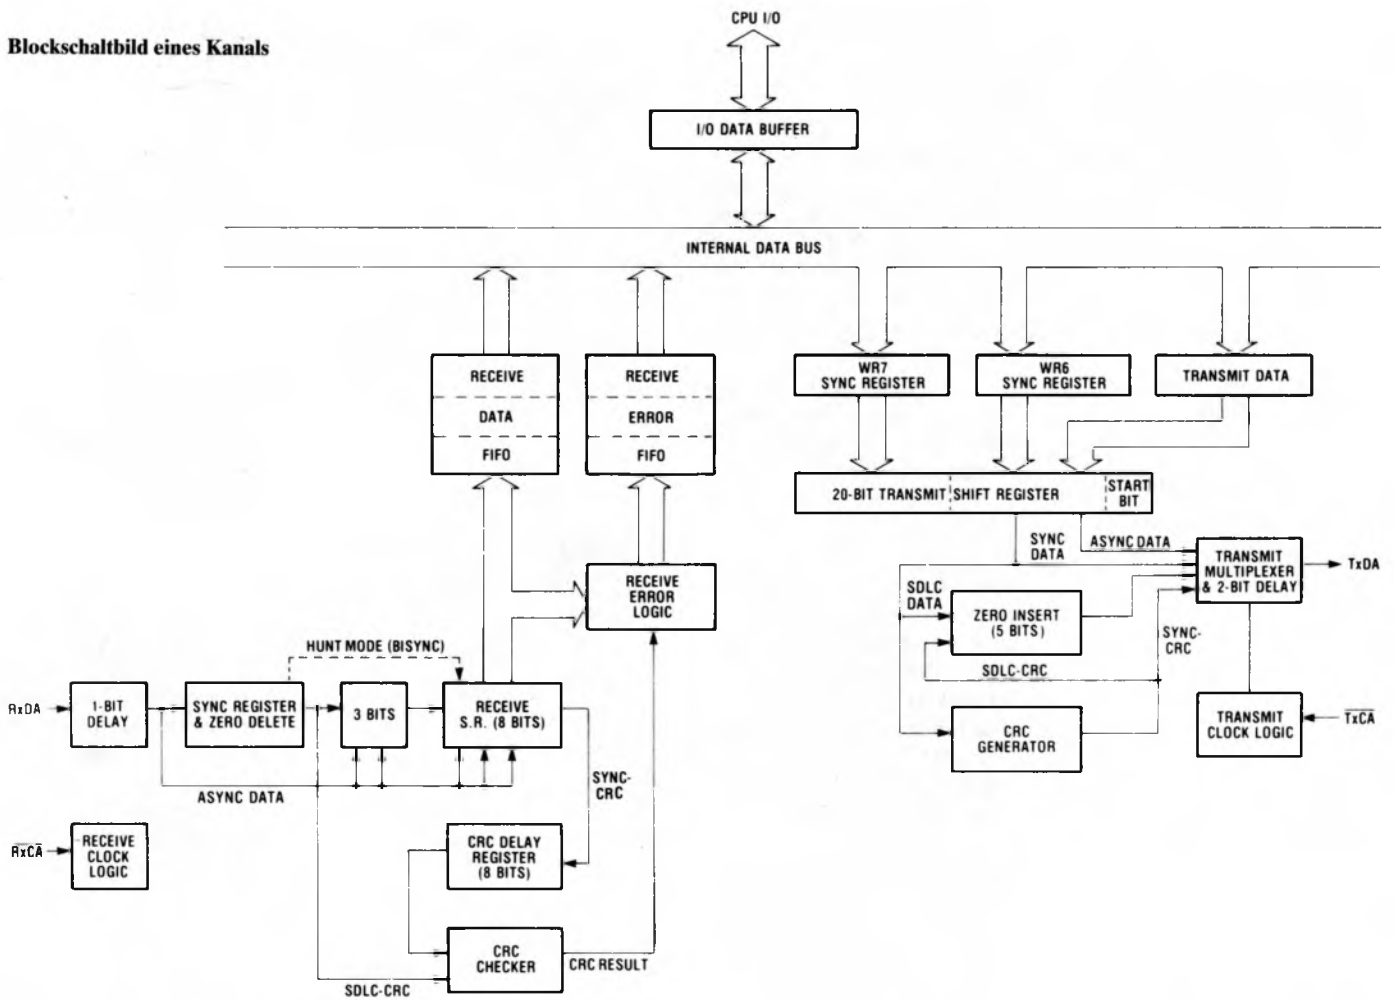 CPU I/O
Blockschaltbild eines Kanals
I/O DATA BUFFER
INTERNAL DATA BUS
RECEIVE
DATA
FIFO
RECEIVE
ERROR
FIFO
WR7
SYNC REGISTER
WR6
SYNC REGISTER
TRANSMIT DATA
20-BIT TRANSMIT SHIFT REGISTER
START
BIT
SYNC
DATA
ASYNC DATA
TRANSMIT
MULTIPLEXER
& 2-BIT DELAY
TxDA
RECEIVE
ERROR
LOGIC
SDLC
DATA
ZERO INSERT
(5 BITS)
SYNC-
CRC
SDLC-CRC
HUNT MODE (BISYNC)
RxDA
1-BIT
DELAY
SYNC REGISTER
& ZERO DELETE
3 BITS
RECEIVE
S.R. (8 BITS)
CRC
GENERATOR
TRANSMIT
CLOCK LOGIC
TxCA
ASYNC DATA
SYNC-
CRC
RxCA
RECEIVE
CLOCK
LOGIC
CRC DELAY
REGISTER
(8 BITS)
CRC
CHECKER
CRC RESULT
SDLC-CRC